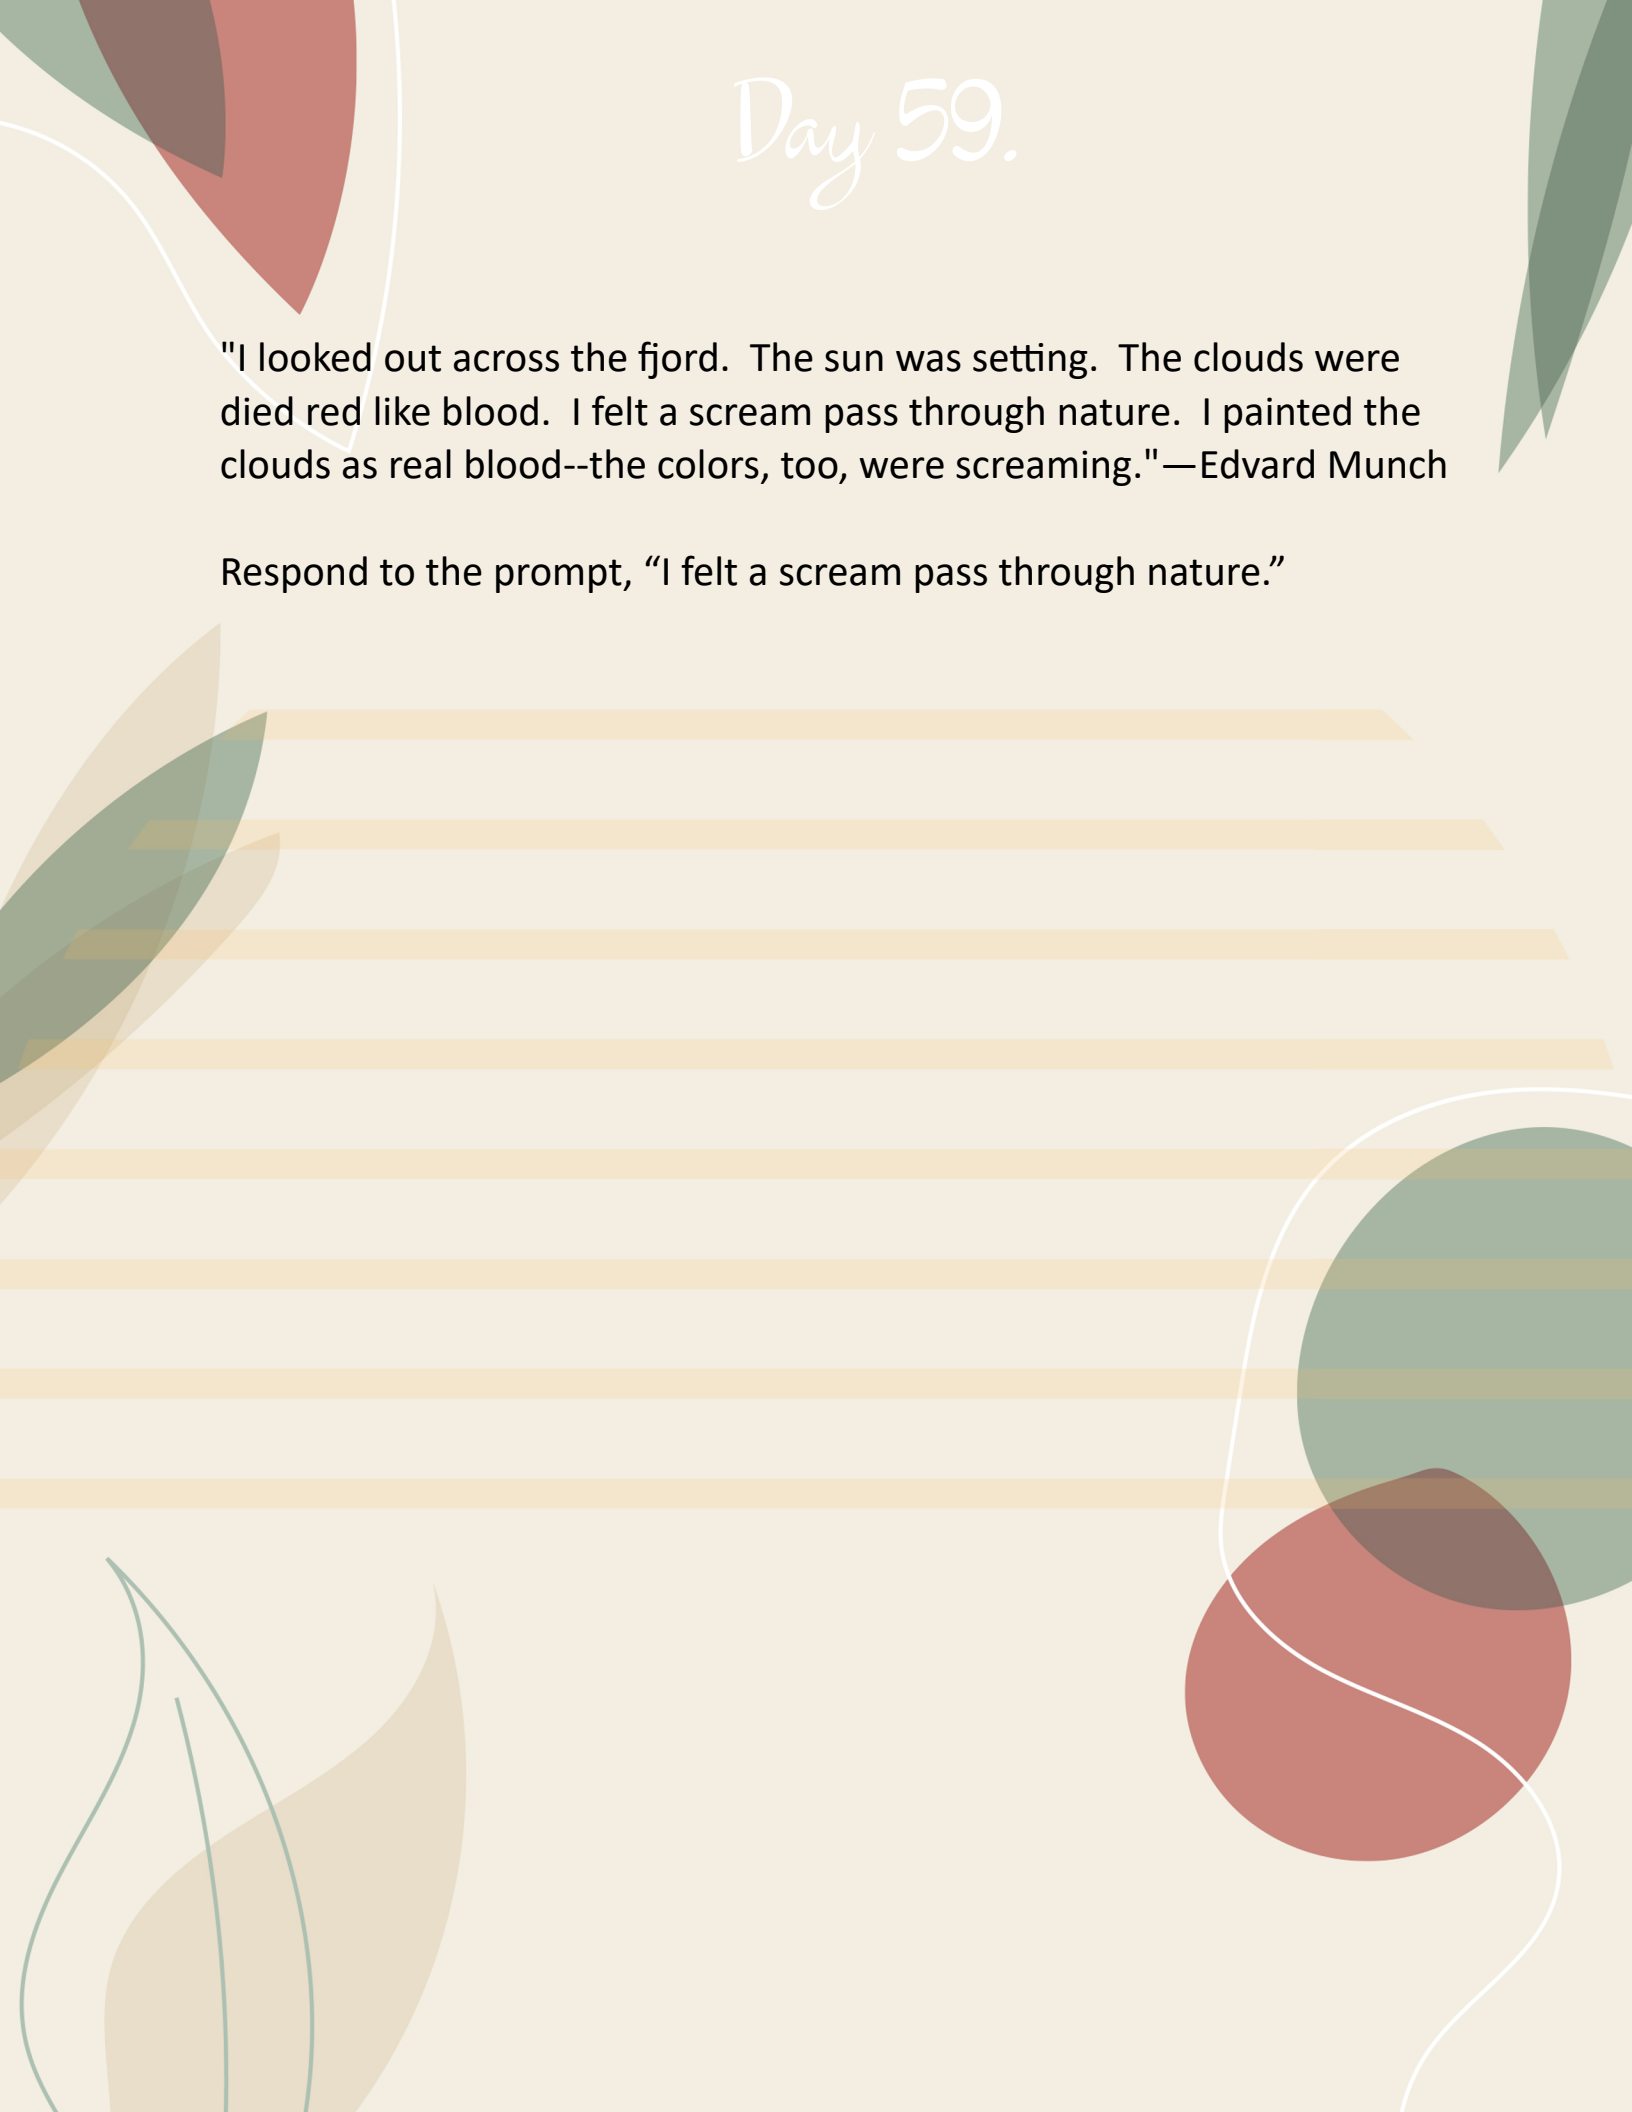 Day 59.
"I looked out across the fjord.  The sun was setting.  The clouds were
died red like blood.  I felt a scream pass through nature.  I painted the
clouds as real blood--the colors, too, were screaming."—Edvard Munch
Respond to the prompt, “I felt a scream pass through nature.”